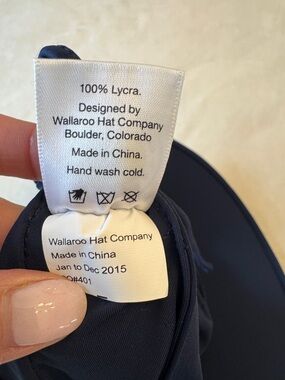 100% Lycra.
Designed by
Wallaroo Hat Company
Boulder, Colorado
Made in China.
Hand wash cold.
Wallaroo Hat Company
Made in China
Jan to Dec 2015